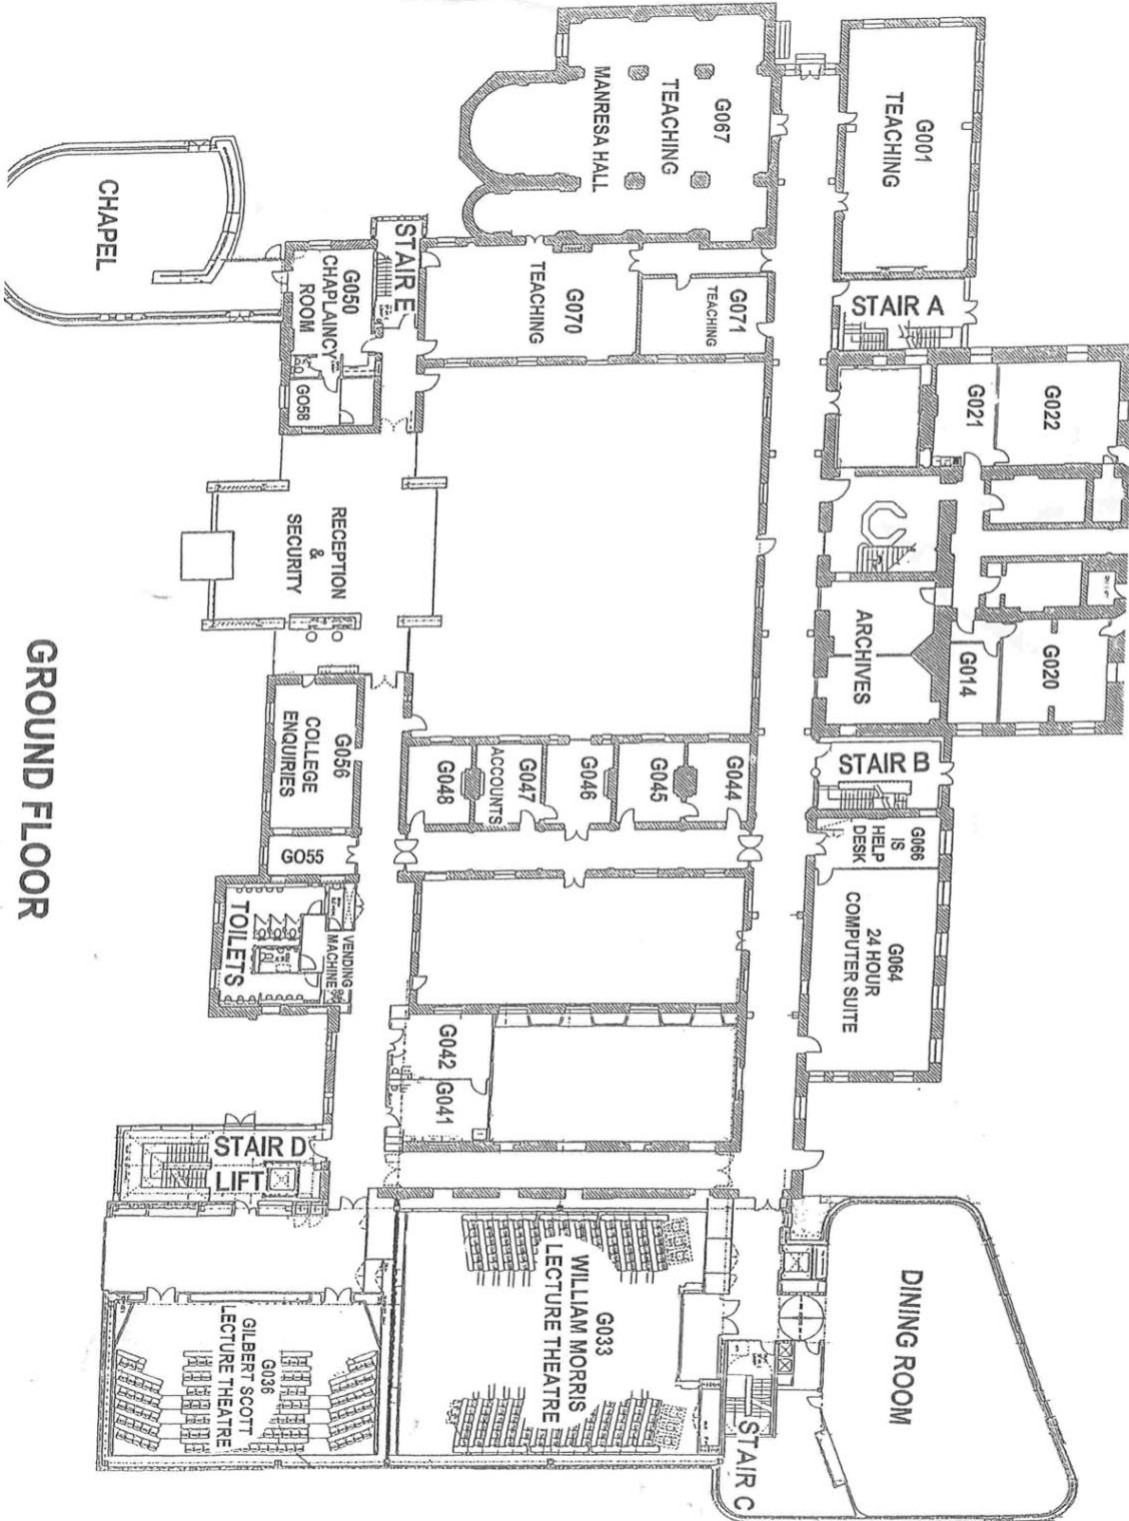 GROUND FLOOR
CHAPEL
G067
TEACHING
MANRESA HALL
G001
TEACHING
STAIR E
G050
CHAPLAINCY
ROOM
GO58
G070
TEACHING
G071
TEACHING
STAIR A
G021
G022
RECEPTION
&
SECURITY
ARCHIVES
G014
G020
G056
COLLEGE
ENQUIRIES
GO55
G048
G047
ACCOUNTS
G046
G045
G044
STAIR B
G066
IS
HELP
DESK
G064
24 HOUR
COMPUTER SUITE
TOILETS
VENDING
MACHINE
G042
G041
STAIR D
LIFT
G036
GILBERT SCOTT
LECTURE THEATRE
G033
WILLIAM MORRIS
LECTURE THEATRE
STAIR C
DINING ROOM